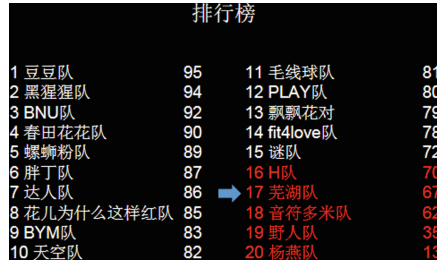 排行榜
1 豆豆队 95
2 黑猩猩队 94
3 BNU队 92
4 春田花花队 90
5 螺蛳粉队 89
6 胖丁队 87
7 达人队 86
8 花儿为什么这样红队 85
9 BYM队 83
10 天空队 82
11 毛线球队 81
12 PLAY队 80
13 飘飘花对 79
14 fit4love队 78
15 谜队 72
16 H队 70
17 芜湖队 67
18 音符多米队 62
19 野人队 35
20 杨燕队 13